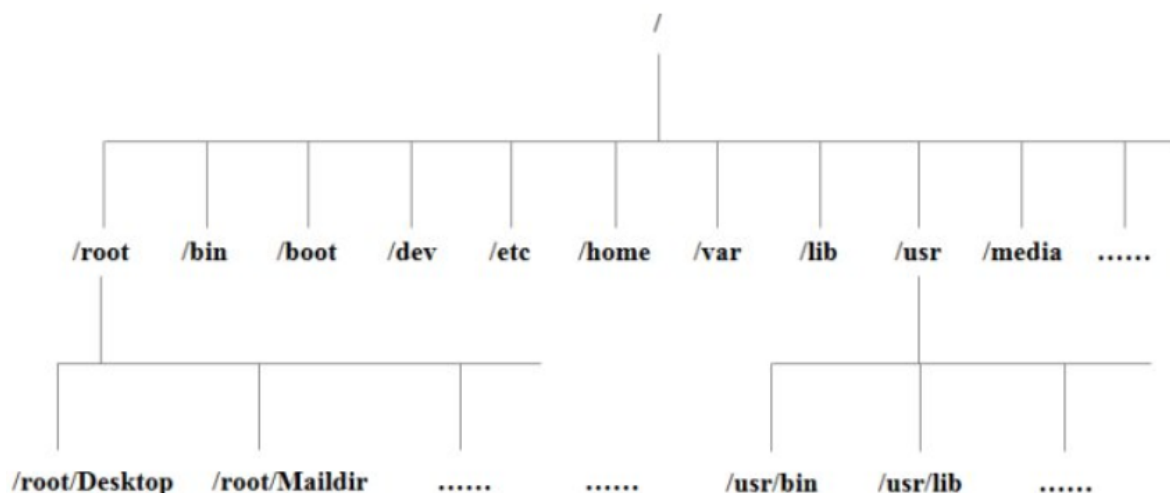 /
/root /bin /boot /dev /etc /home /var /lib /usr /media ……
/root/Desktop /root/Maildir …… …… /usr/bin /usr/lib ……